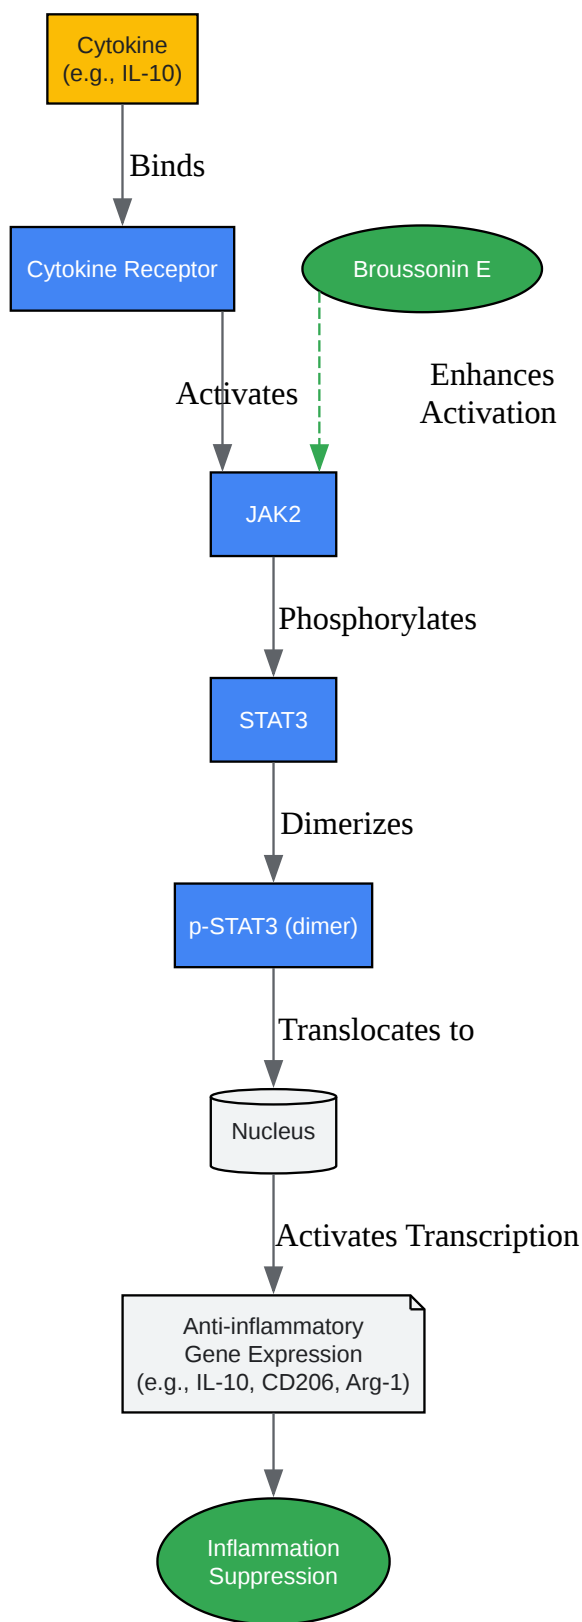 Cytokine
(e.g., IL-10)
Binds
Cytokine Receptor
Broussonin E
Activates
Enhances
Activation
JAK2
Phosphorylates
STAT3
Dimerizes
p-STAT3 (dimer)
Translocates to
Nucleus
Activates Transcription
Anti-inflammatory
Gene Expression
(e.g., IL-10, CD206, Arg-1)
Inflammation
Suppression